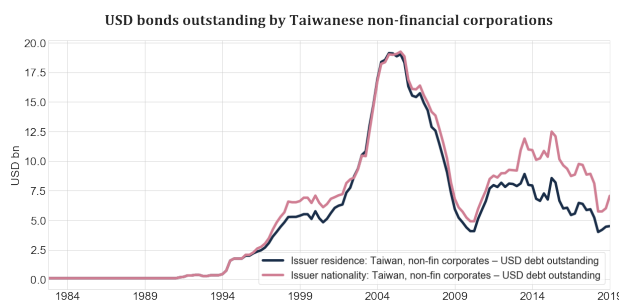 USD bonds outstanding by Taiwanese non-financial corporations
20.0
17.5
15.0
12.5
10.0
7.5
5.0
2.5
0.0
USD bn
Issuer residence: Taiwan, non-fin corporates – USD debt outstanding
Issuer nationality: Taiwan, non-fin corporates – USD debt outstanding
1984 1989 1994 1999 2004 2009 2014 2019